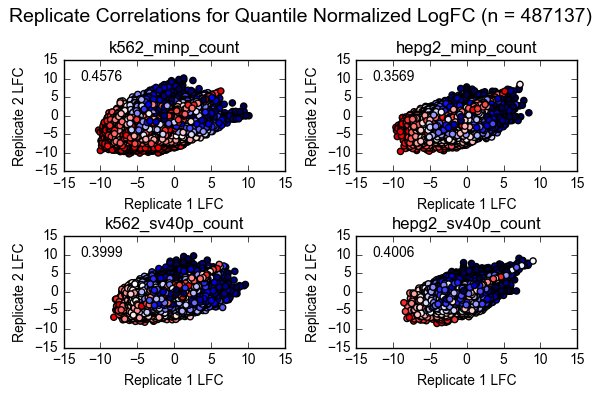 Replicate Correlations for Quantile Normalized LogFC (n = 487137)
k562_minp_count
hepg2_minp_count
15
10
5
0
−5
−10
−15
Replicate 2 LFC
0.4576
−15 −10 −5 0 5 10 15
Replicate 1 LFC
15
10
5
0
−5
−10
−15
Replicate 2 LFC
0.3569
−15 −10 −5 0 5 10 15
Replicate 1 LFC
k562_sv40p_count
hepg2_sv40p_count
15
10
5
0
−5
−10
−15
Replicate 2 LFC
0.3999
−15 −10 −5 0 5 10 15
Replicate 1 LFC
15
10
5
0
−5
−10
−15
Replicate 2 LFC
0.4006
−15 −10 −5 0 5 10 15
Replicate 1 LFC